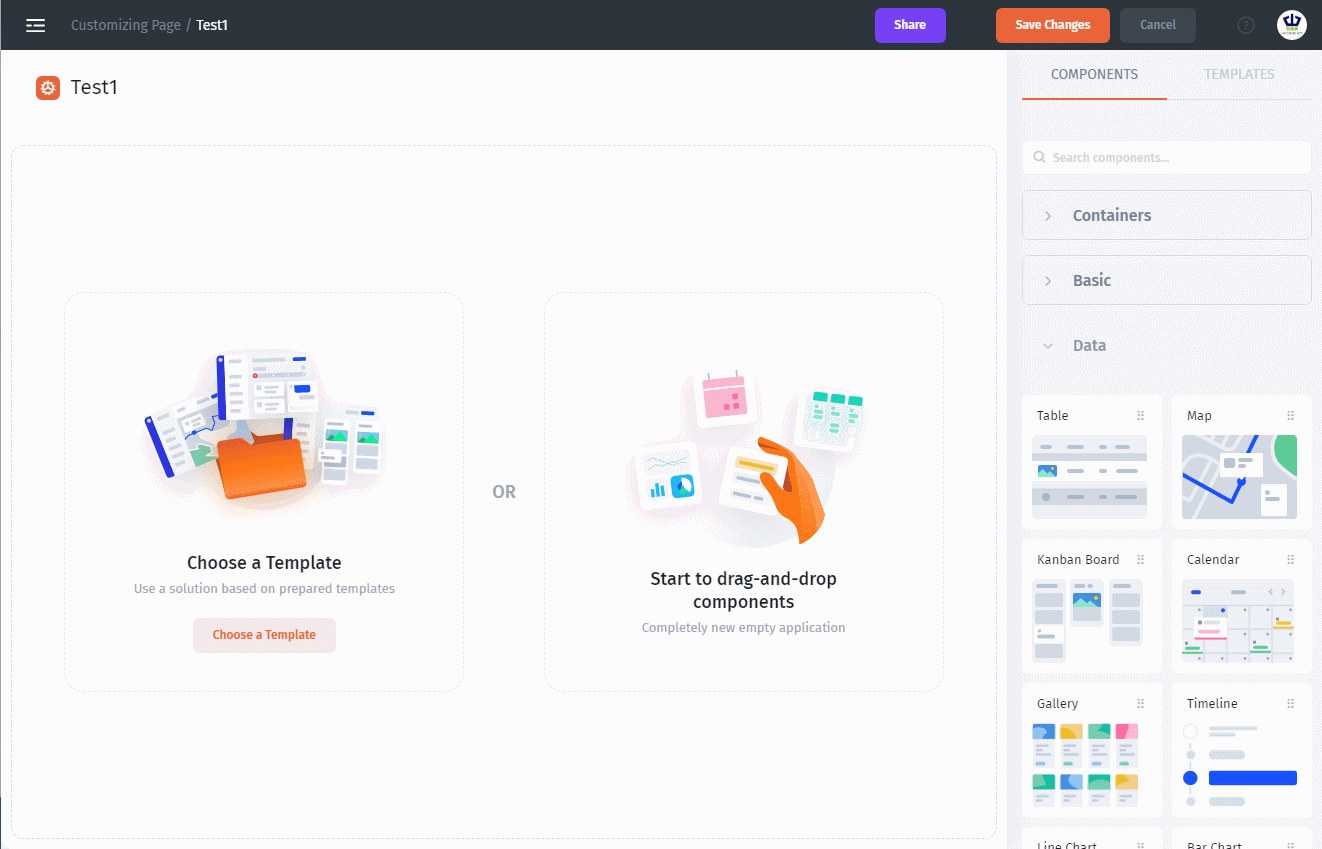 Customizing Page / Test1
Share
Save Changes
Cancel
?
Test1
COMPONENTS
TEMPLATES
Search components...
Containers
Basic
Data
Table
Map
Kanban Board
Calendar
Gallery
Timeline
Line Chart
Bar Chart
Choose a Template
Use a solution based on prepared templates
Choose a Template
OR
Start to drag-and-drop
components
Completely new empty application